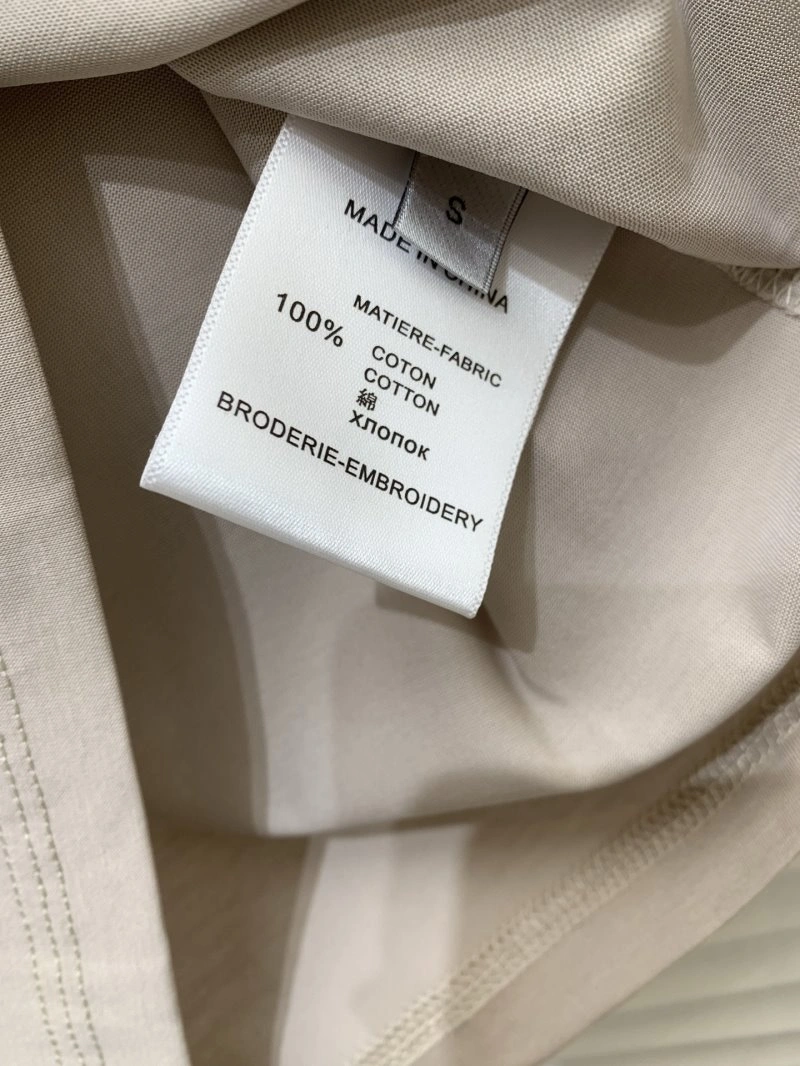 S
MADE IN CHINA
MATIERE-FABRIC
100% COTON
COTTON
綿
хлопок
BRODERIE-EMBROIDERY